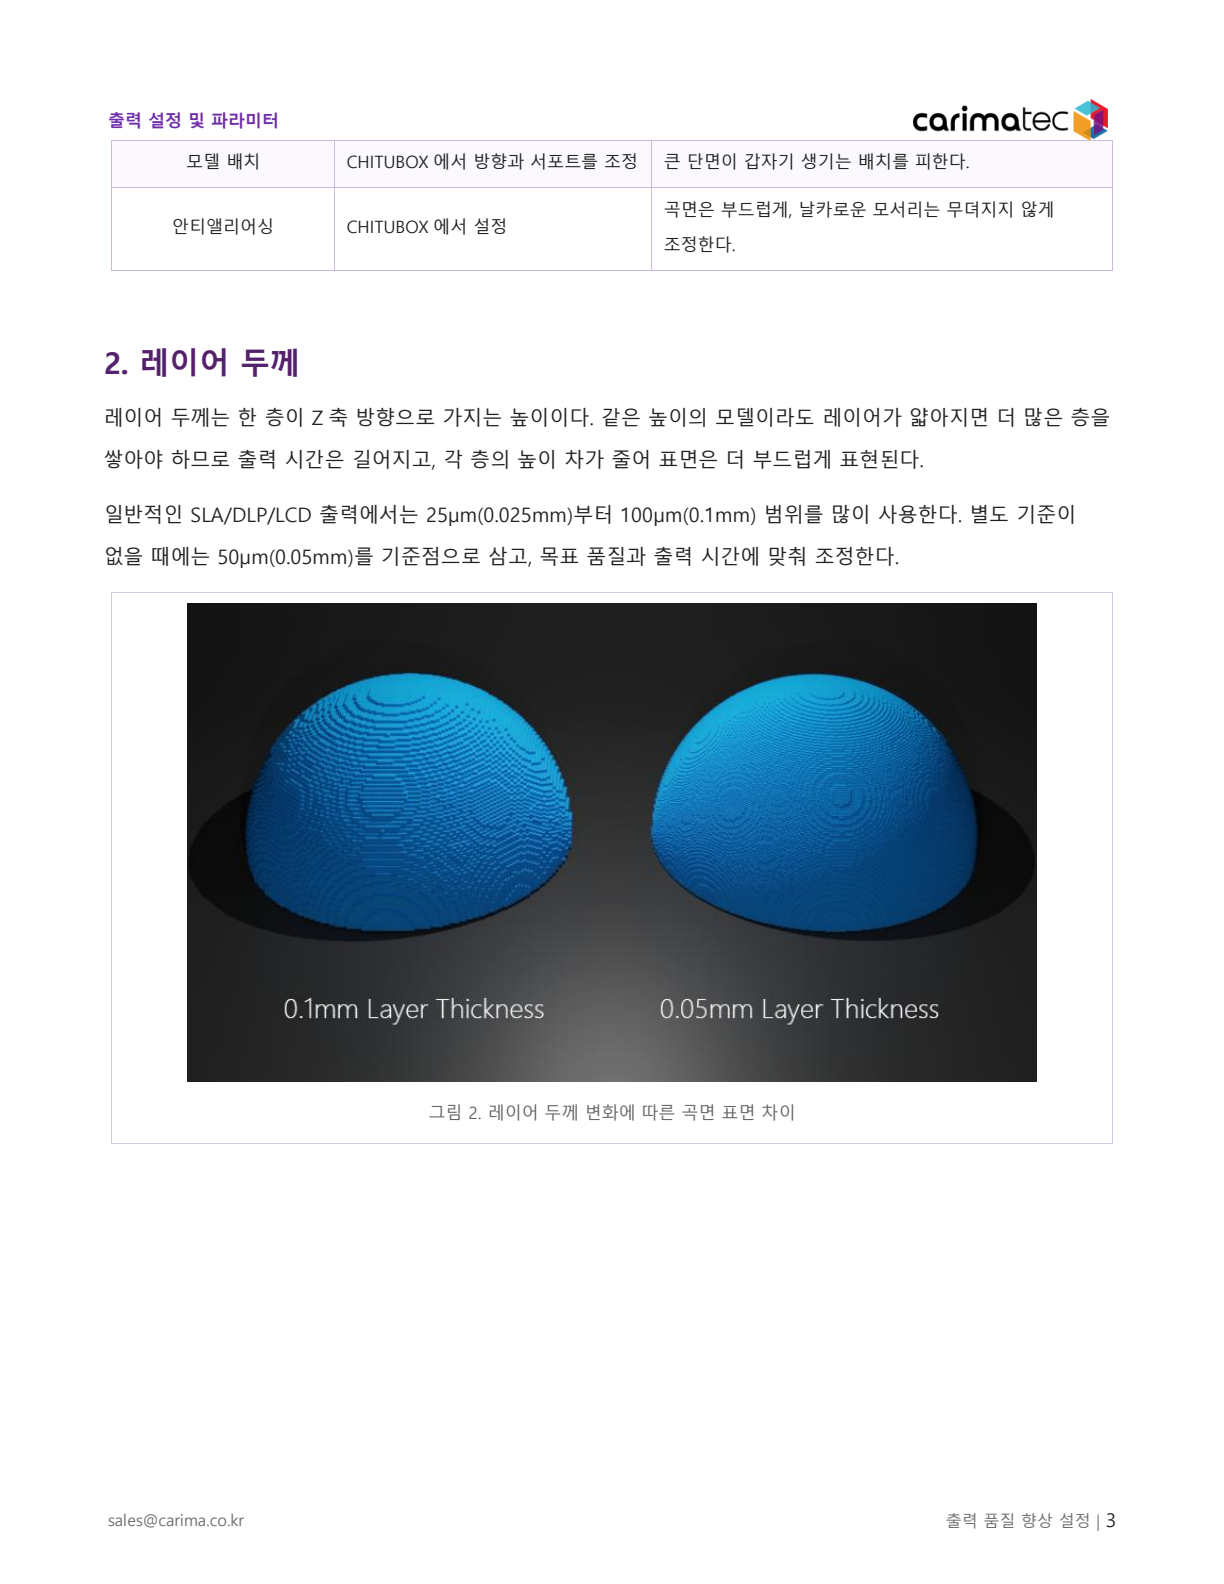 출력 설정 및 파라미터
carimatec
모델 배치
CHITUBOX 에서 방향과 서포트를 조정
큰 단면이 갑자기 생기는 배치를 피한다.
안티앨리어싱
CHITUBOX 에서 설정
곡면은 부드럽게, 날카로운 모서리는 무뎌지지 않게
조정한다.
2. 레이어 두께
레이어 두께는 한 층이 Z 축 방향으로 가지는 높이이다. 같은 높이의 모델이라도 레이어가 얇아지면 더 많은 층을
쌓아야 하므로 출력 시간은 길어지고, 각 층의 높이 차가 줄어 표면은 더 부드럽게 표현된다.
일반적인 SLA/DLP/LCD 출력에서는 25μm(0.025mm)부터 100μm(0.1mm) 범위를 많이 사용한다. 별도 기준이
없을 때에는 50μm(0.05mm)를 기준점으로 삼고, 목표 품질과 출력 시간에 맞춰 조정한다.
0.1mm Layer Thickness
0.05mm Layer Thickness
그림 2. 레이어 두께 변화에 따른 곡면 표면 차이
sales@carima.co.kr
출력 품질 향상 설정 | 3